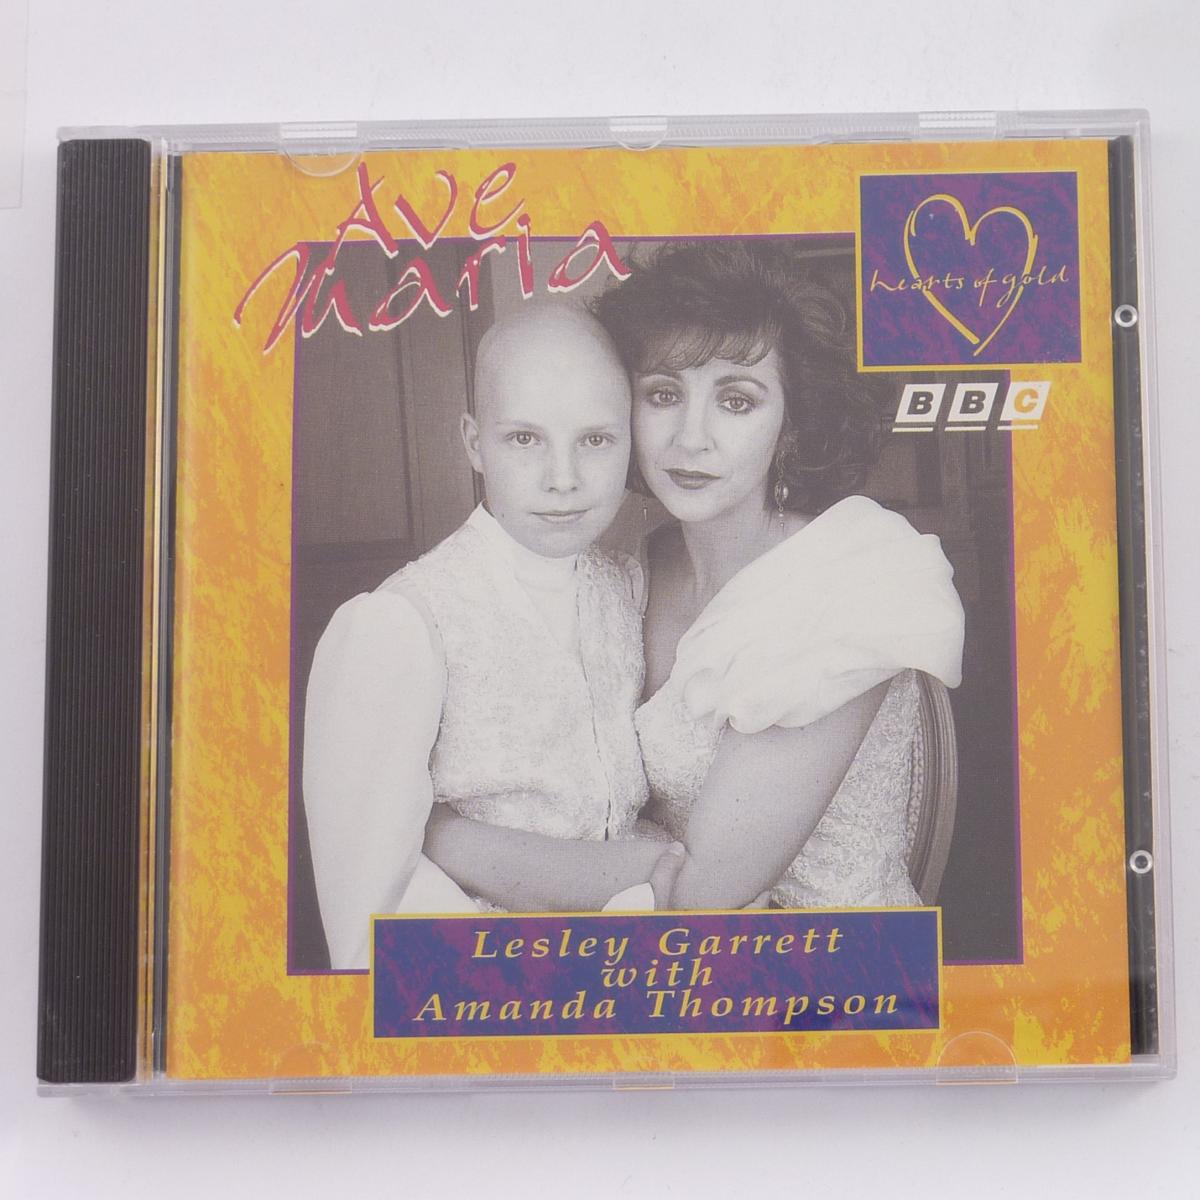 Ave
Maria
hearts of gold
BBC
Lesley Garrett
with
Amanda Thompson